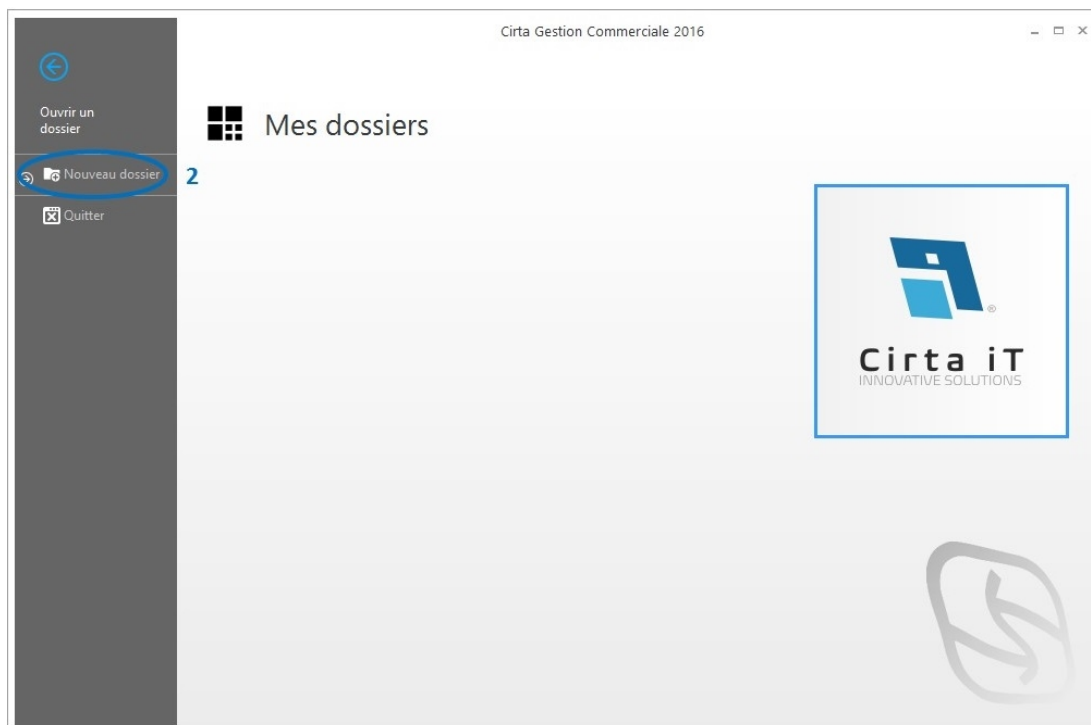 Cirta Gestion Commerciale 2016
Ouvrir un
dossier
Mes dossiers
Nouveau dossier
2
Quitter
®
Cirta iT
INNOVATIVE SOLUTIONS